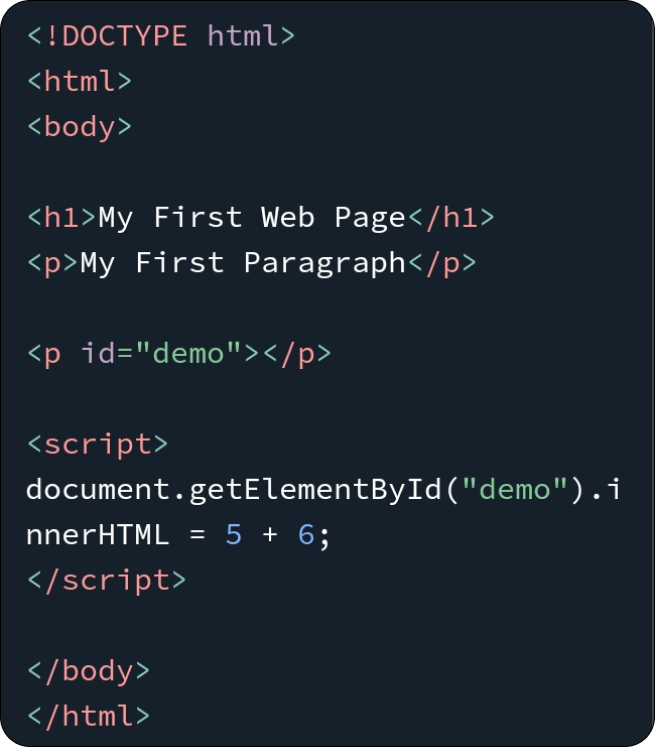 <!DOCTYPE html>
<html>
<body>
<h1>My First Web Page</h1>
<p>My First Paragraph</p>
<p id="demo"></p>
<script>
document.getElementById("demo").i
nnerHTML = 5 + 6;
</script>
</body>
</html>